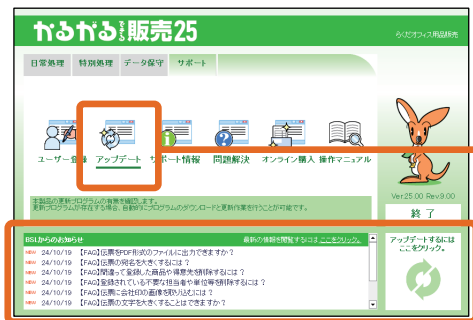 かるがるできる販売25
らくだオフィス用品販売
日常処理 特別処理 データ保守 サポート
ユーザー登録 アップデート サポート情報 問題解決 オンライン購入 操作マニュアル
本製品の更新プログラムの有無を確認します。
更新プログラムが存在する場合、自動的にプログラムのダウンロードと更新作業を行うことが可能です。
Ver.25.00 Rev.9.00
終了
BSLからのお知らせ 最新の情報を閲覧するにはここをクリック。
NEW 24/10/19 【FAQ】伝票をPDF形式のファイルに出力できますか?
NEW 24/10/19 【FAQ】伝票の宛名を大きくするには?
NEW 24/10/19 【FAQ】間違って登録した商品や得意先を削除するには?
NEW 24/10/19 【FAQ】登録されている不要な担当者や単位等を削除するには?
NEW 24/10/19 【FAQ】伝票に会社印の画像を取り込むには?
NEW 24/10/19 【FAQ】伝票の文字を大きくすることはできますか?
アップデートするには
ここをクリック。